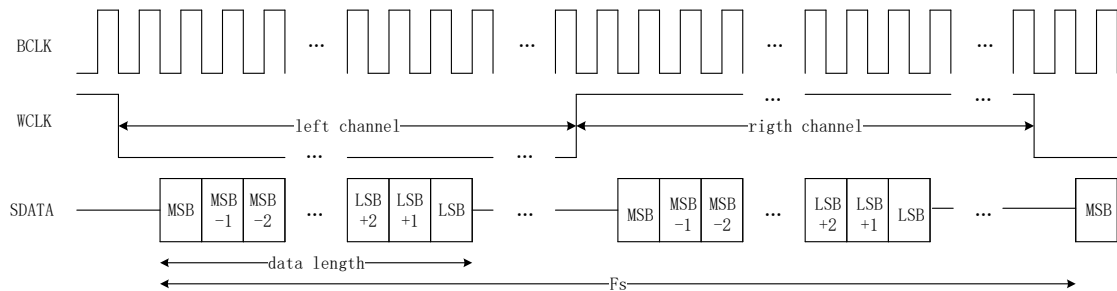 BCLK ... ... ... ...
... ...
WCLK left channel rigth channel
... ...
SDATA MSB MSB-1 MSB-2 ... LSB+2 LSB+1 LSB ... MSB MSB-1 MSB-2 ... LSB+2 LSB+1 LSB ... MSB
data length
Fs